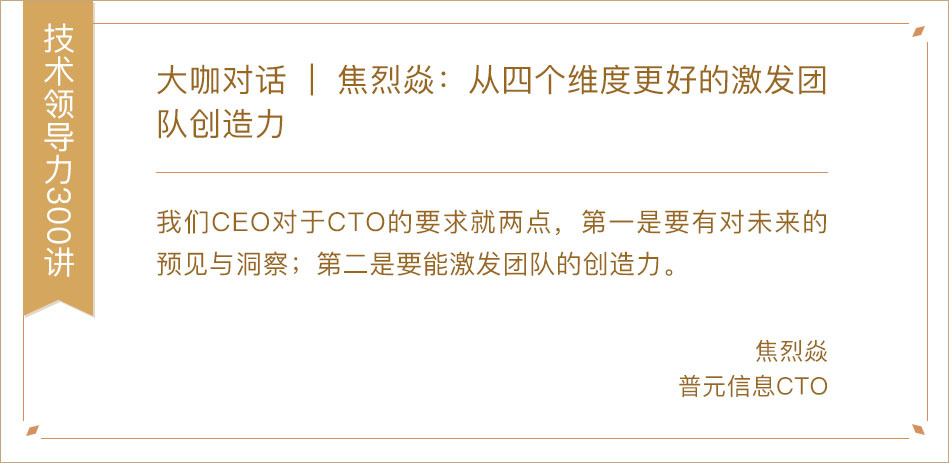 技术领导力300讲
大咖对话 | 焦烈焱：从四个维度更好的激发团
队创造力
我们CEO对于CTO的要求就两点，第一是要有对未来的
预见与洞察；第二是要能激发团队的创造力。
焦烈焱
普元信息CTO